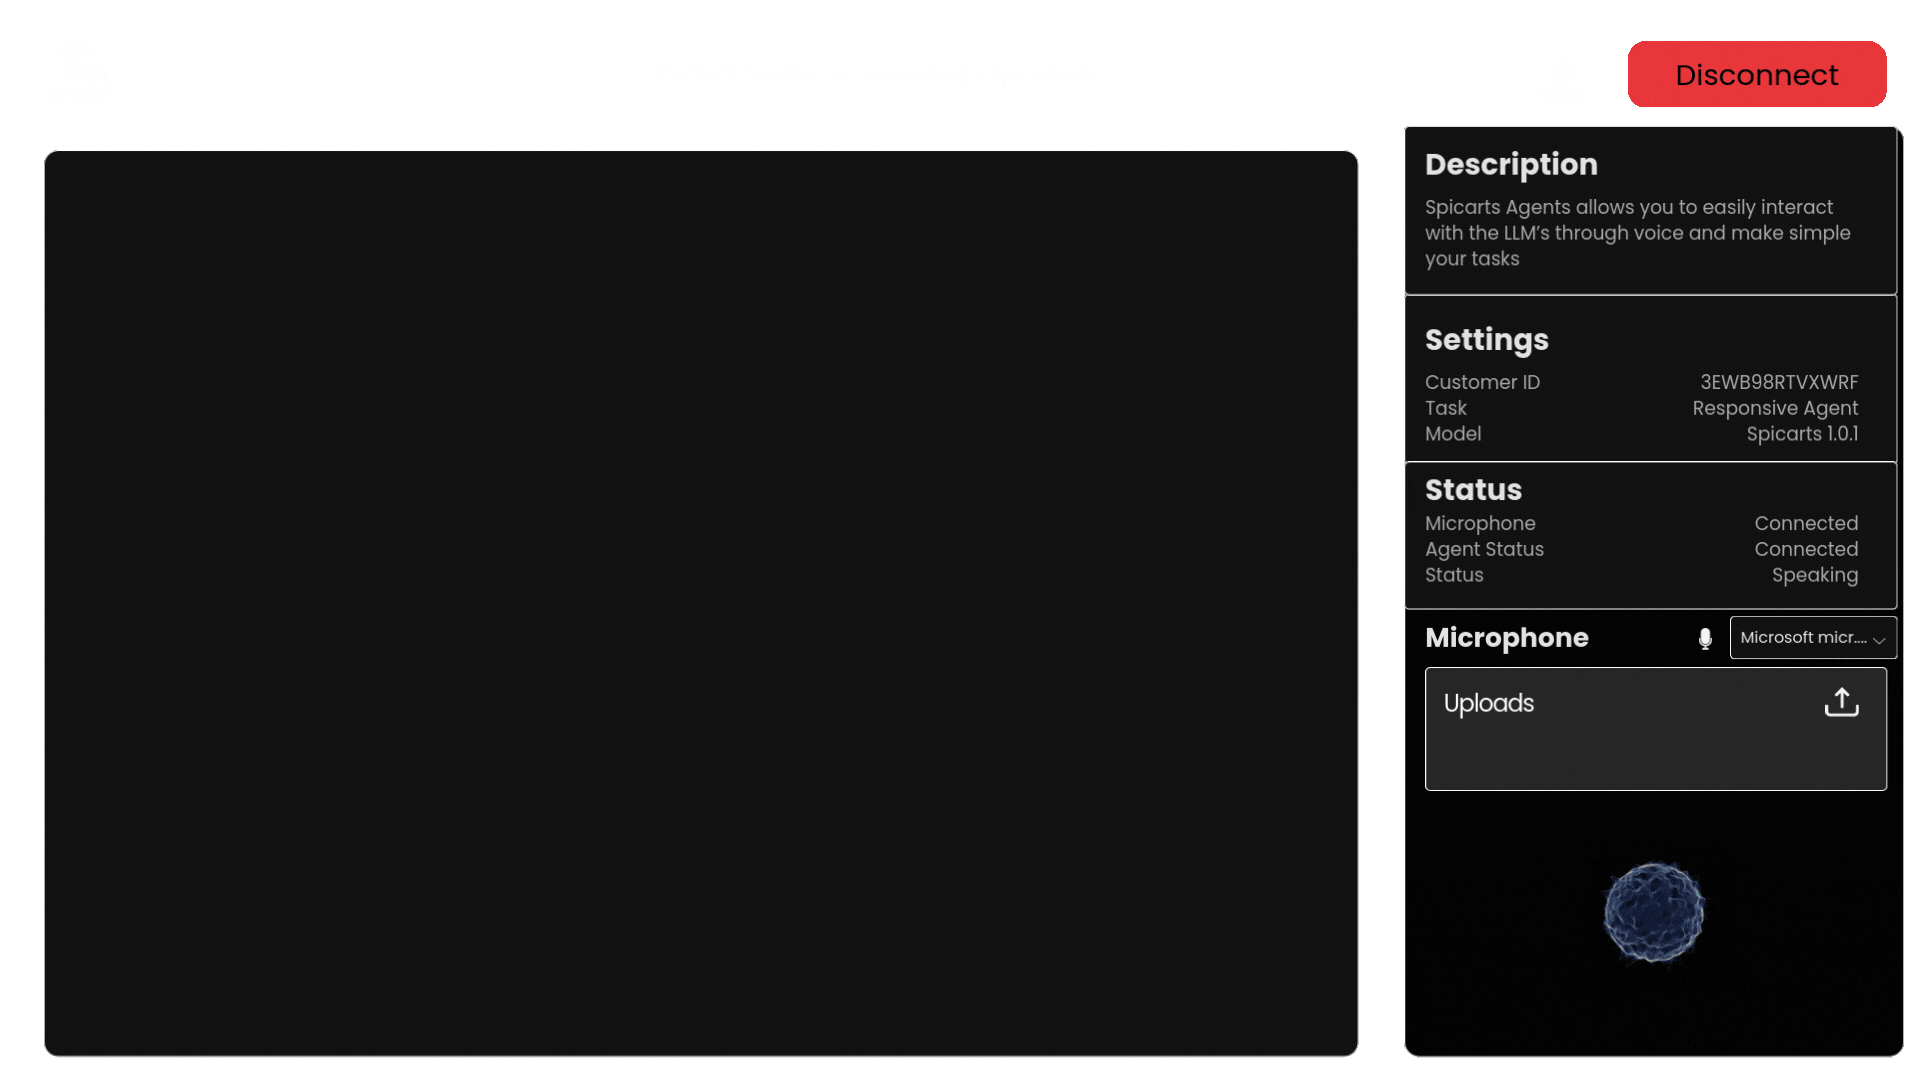 Disconnect
Description
Spicarts Agents allows you to easily interact
with the LLM's through voice and make simple
your tasks
Settings
Customer ID 3EWB98RTVXWRF
Task Responsive Agent
Model Spicarts 1.0.1
Status
Microphone Connected
Agent Status Connected
Status Speaking
Microphone Microsoft micr....
Uploads